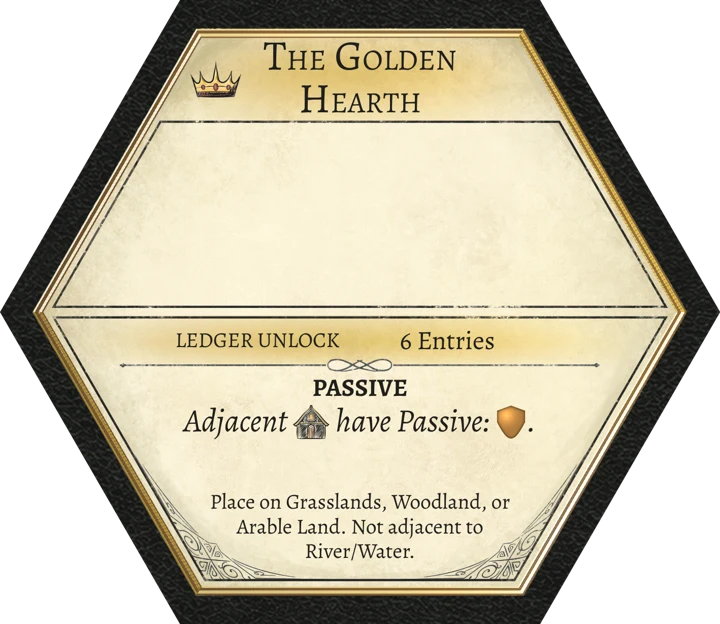 The Golden
Hearth
LEDGER UNLOCK 6 Entries
PASSIVE
Adjacent have Passive: .
Place on Grasslands, Woodland, or
Arable Land. Not adjacent to
River/Water.